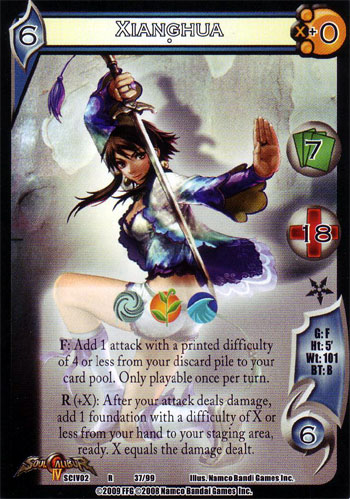 6
XIANGHUA
X+0
7
18
G: F
Ht: 5'
Wt: 101
BT: B
F: Add 1 attack with a printed difficulty
of 4 or less from your discard pile to your
card pool. Only playable once per turn.
R (+X): After your attack deals damage,
add 1 foundation with a difficulty of X or
less from your hand to your staging area,
ready. X equals the damage dealt.
6
SOULCALIBUR
IV
SCIV02 R 37/99 Illus. Namco Bandi Games Inc.
©2009 FFG ©2008 Namco Bandai Games Inc.